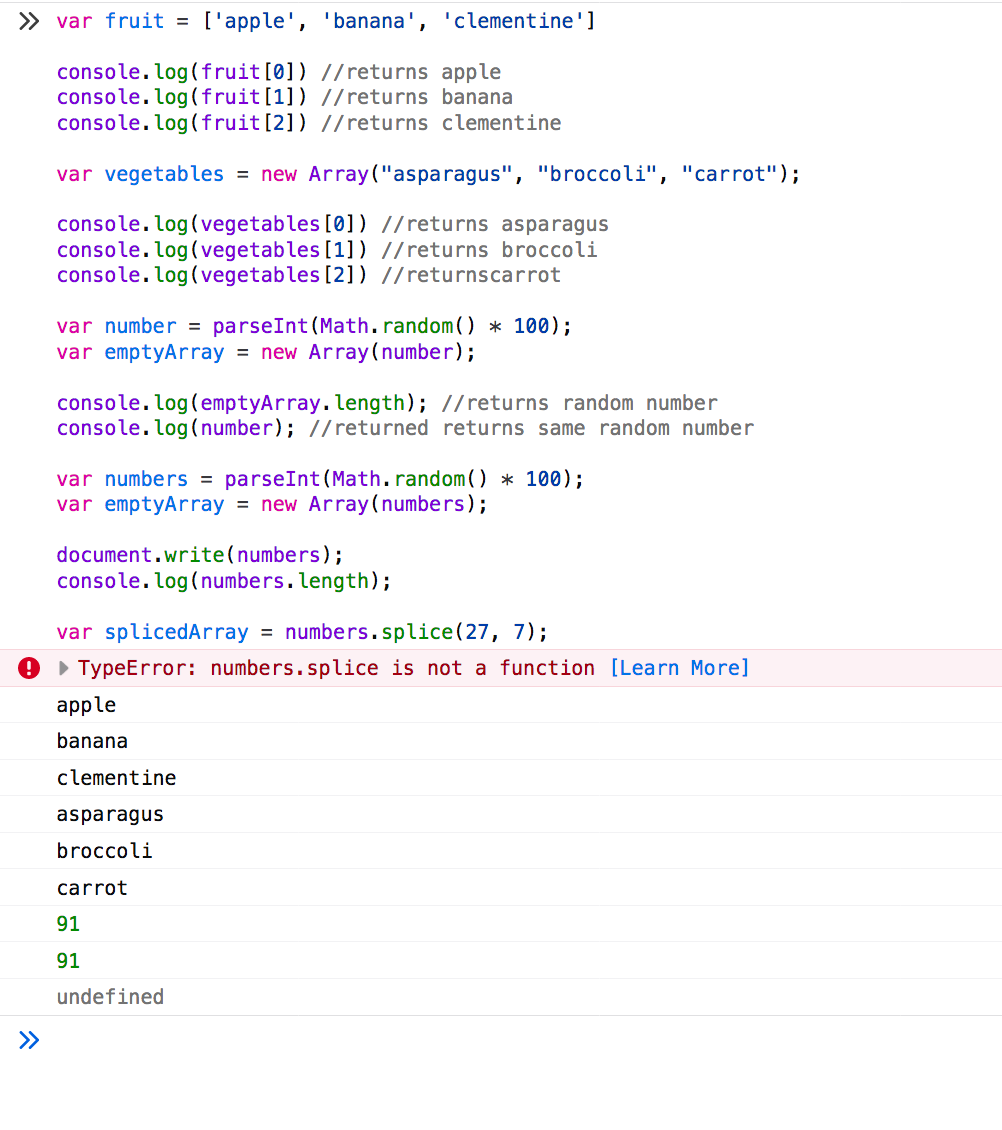 var fruit = ['apple', 'banana', 'clementine']
console.log(fruit[0]) //returns apple
console.log(fruit[1]) //returns banana
console.log(fruit[2]) //returns clementine
var vegetables = new Array("asparagus", "broccoli", "carrot");
console.log(vegetables[0]) //returns asparagus
console.log(vegetables[1]) //returns broccoli
console.log(vegetables[2]) //returnscarrot
var number = parseInt(Math.random() * 100);
var emptyArray = new Array(number);
console.log(emptyArray.length); //returns random number
console.log(number); //returned returns same random number
var numbers = parseInt(Math.random() * 100);
var emptyArray = new Array(numbers);
document.write(numbers);
console.log(numbers.length);
var splicedArray = numbers.splice(27, 7);
TypeError: numbers.splice is not a function [Learn More]
apple
banana
clementine
asparagus
broccoli
carrot
91
91
undefined